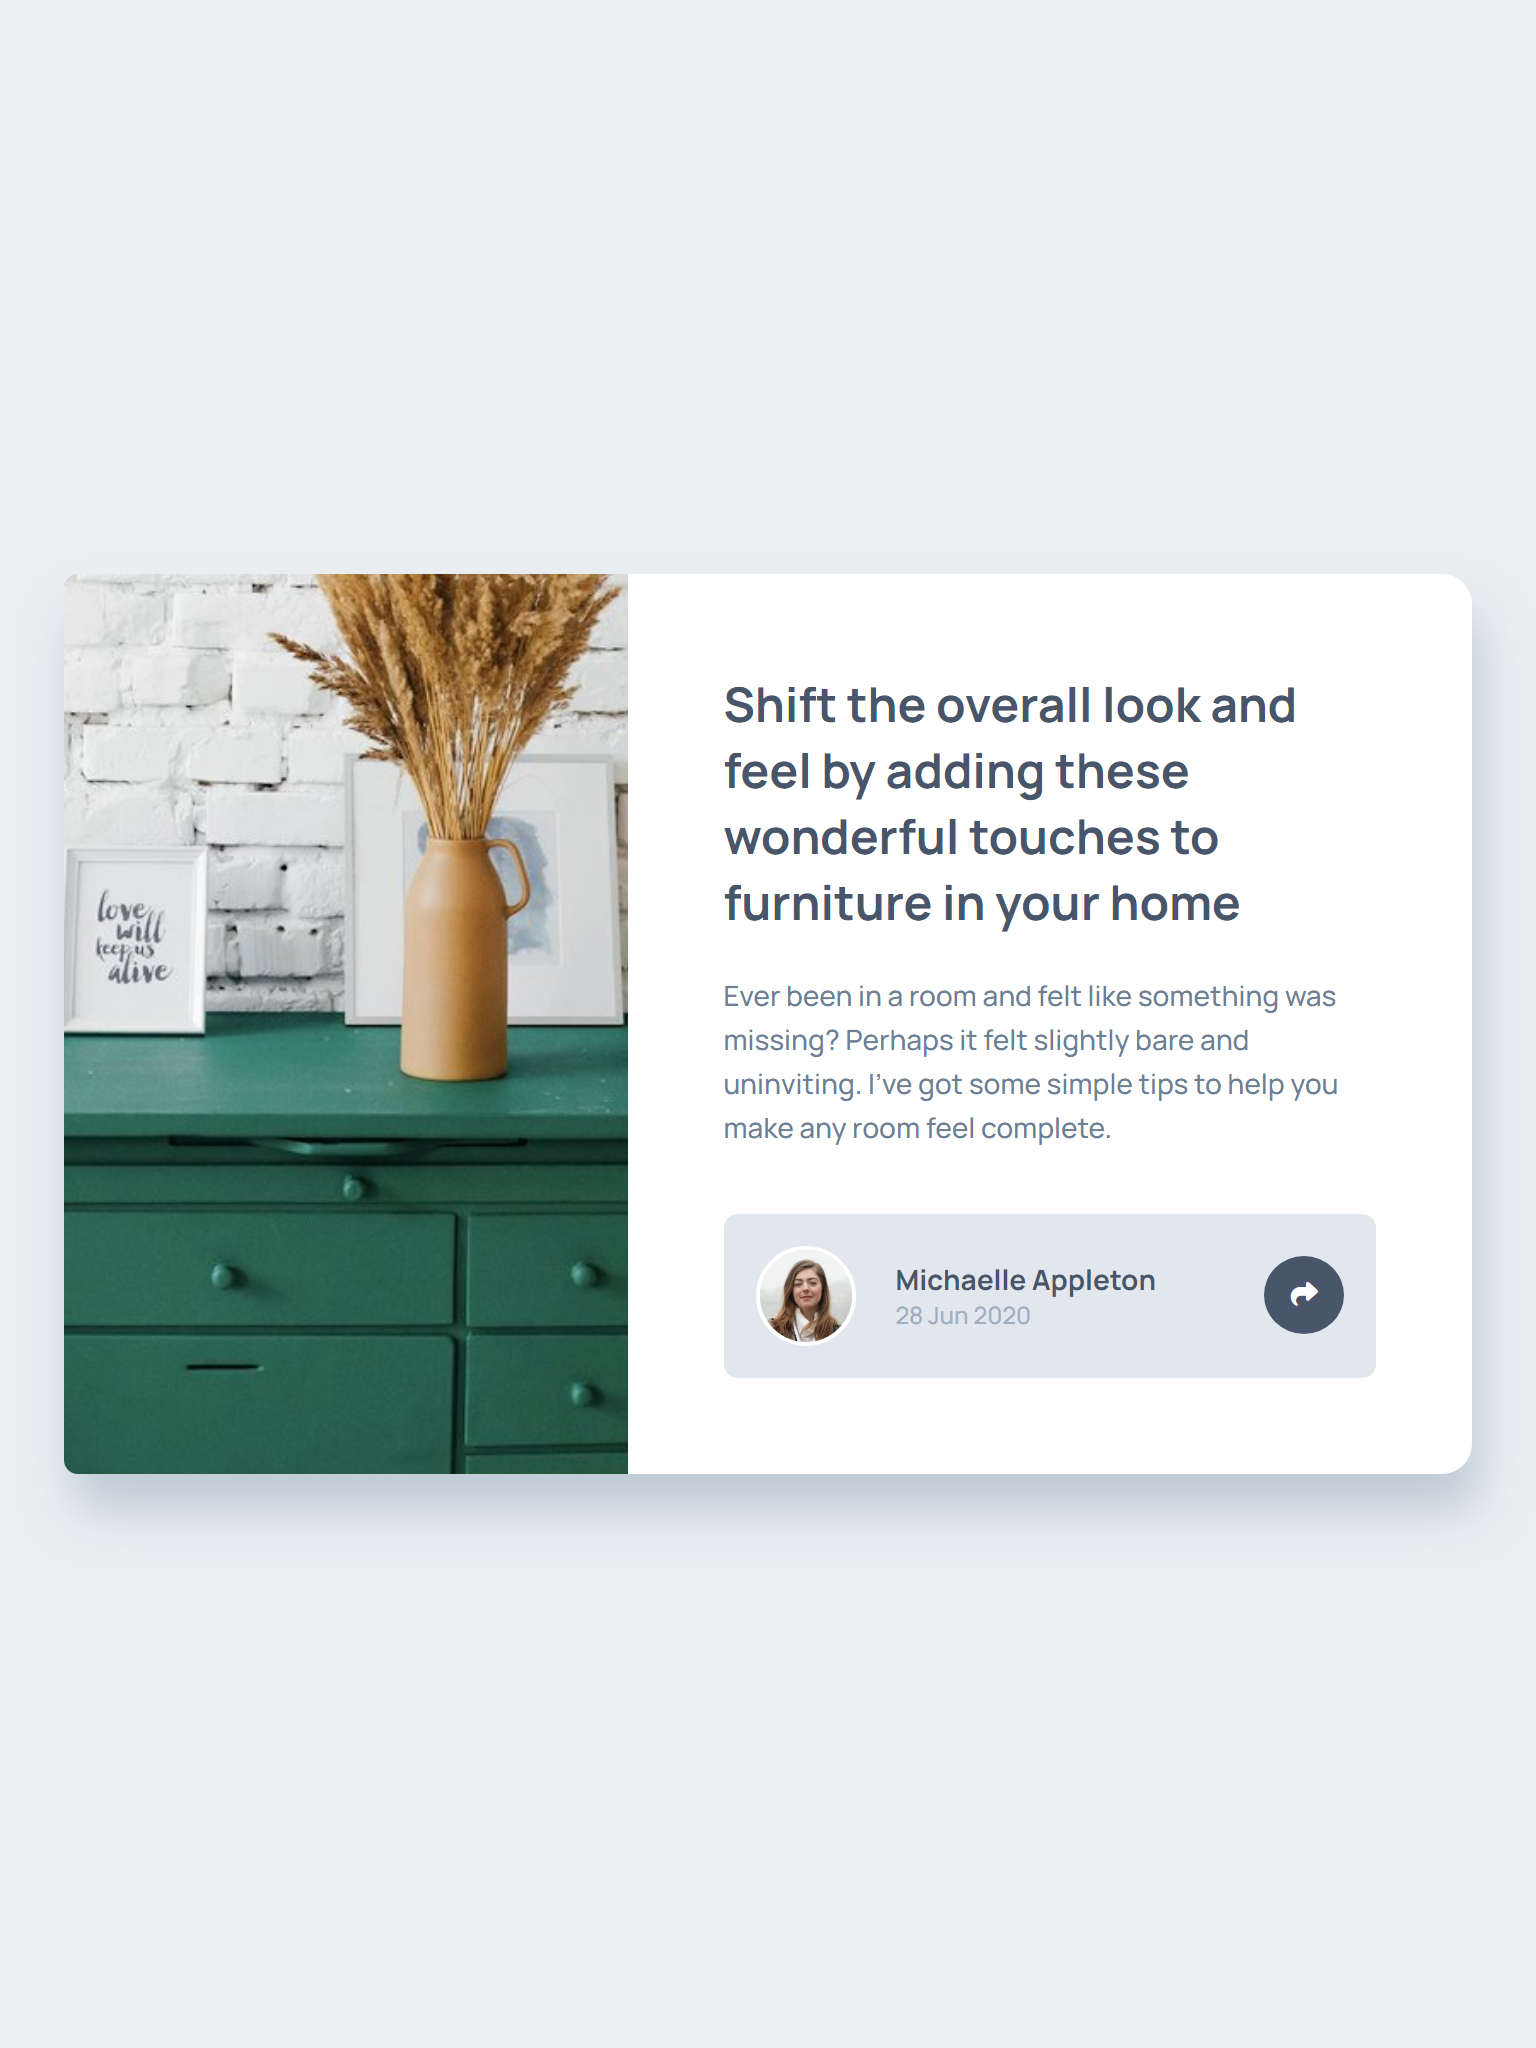 love
will
keep us
alive
Shift the overall look and
feel by adding these
wonderful touches to
furniture in your home
Ever been in a room and felt like something was
missing? Perhaps it felt slightly bare and
uninviting. I’ve got some simple tips to help you
make any room feel complete.
Michaelle Appleton
28 Jun 2020